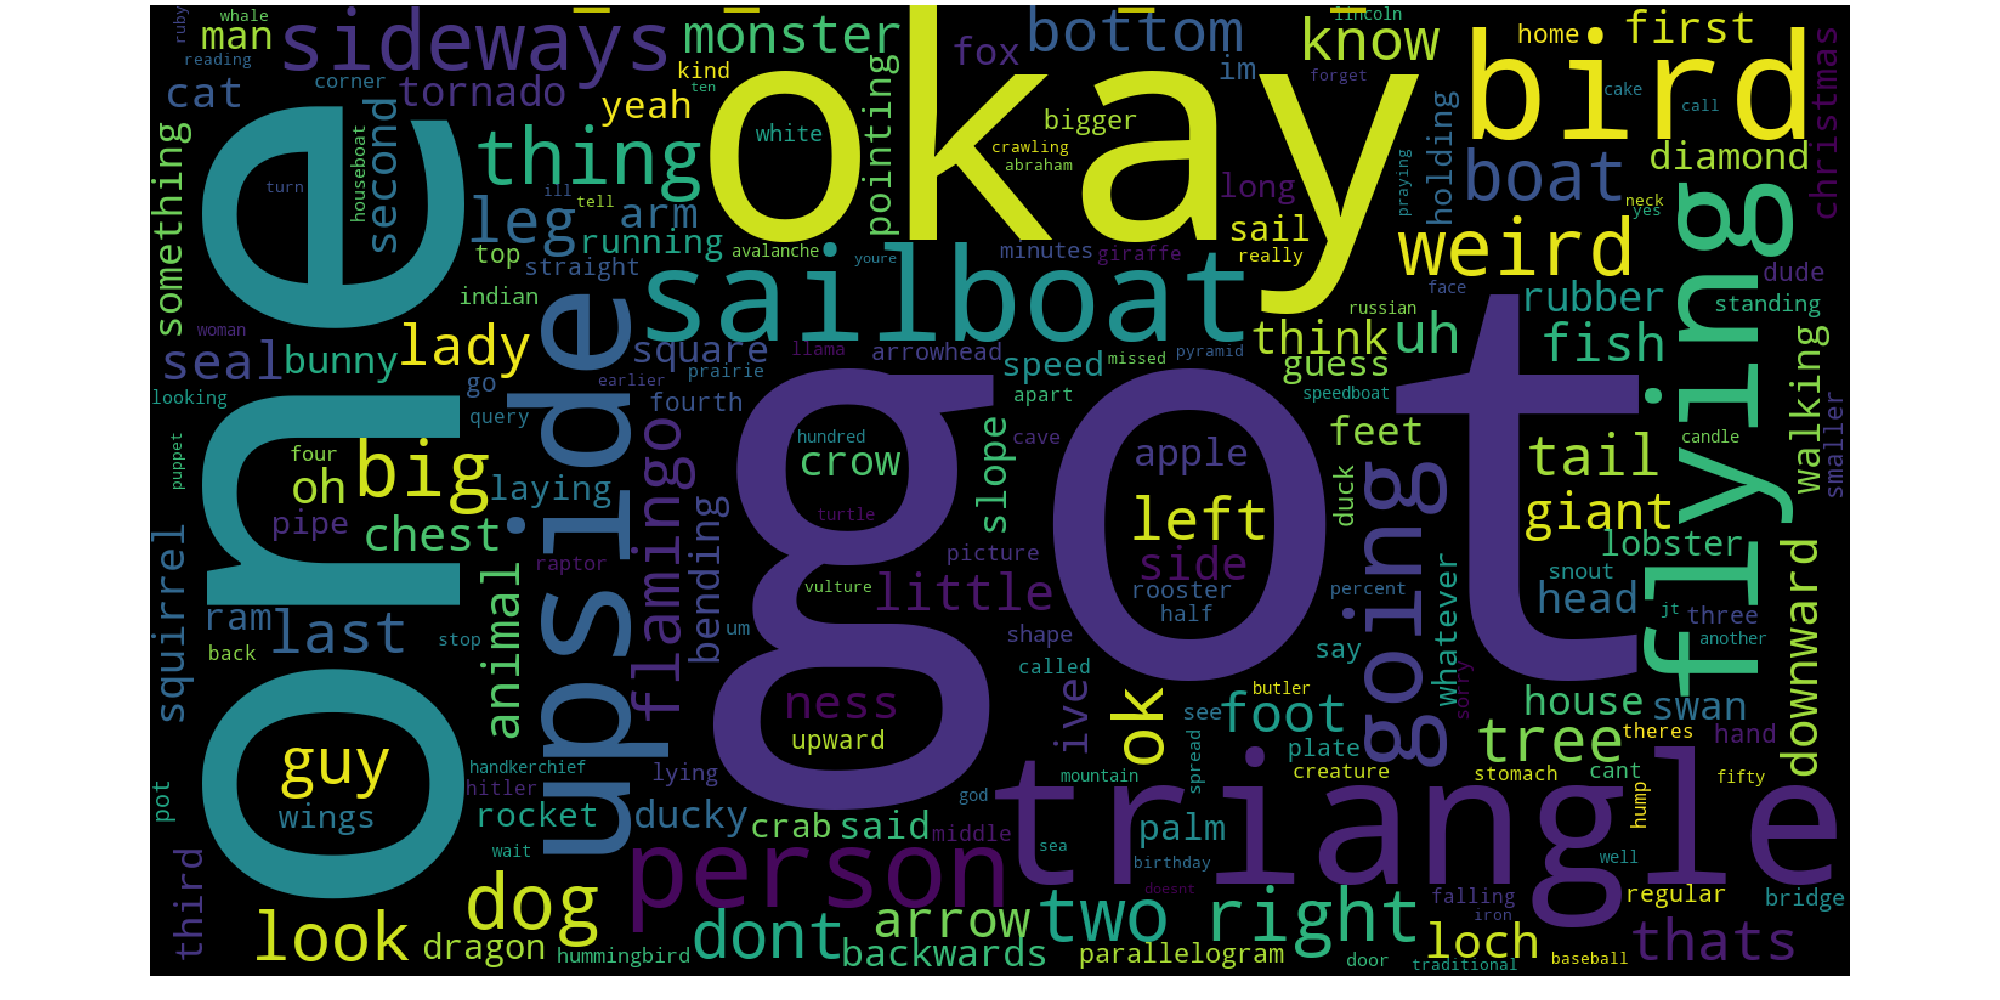 ruby
whale
man
reading
sideways
corner
monster
kind
ten
okay
fox
bottom
im
lincoln
know
forget
home
first
bird
cake
call
christmas
cat
tornado
yeah
white
pointing
bigger
crawling
abraham
boat
diamond
something
one
turn
houseboat
second
thing
ill
tell
leg
arm
running
top
straight
avalanche
youre
minutes
giraffe
long
sail
really
praying
holding
weird
neck
yes
flying
dude
standing
indian
upside
sailboat
russian
face
rubber
woman
seal
bunny
lady
square
prairie
llama
arrowhead
speed
missed
pyramid
think
guess
uh
fish
walking
looking
go
query
earlier
fourth
got
apart
speedboat
smaller
puppet
four
oh
big
laying
flamingo
hundred
crow
slope
cave
apple
feet
tail
candle
pipe
chest
bending
turtle
left
duck
going
giant
lobster
downward
squirrel
ram
last
back
stop
animal
raptor
um
vulture
picture
little
side
rooster
half
percent
whatever
snout
head
jt
three
another
shape
called
say
sorry
ness
upward
ive
ok
butler
see
foot
house
swan
theres
guy
wings
handkerchief
hitler
lying
mountain
spread
plate
creature
tree
stomach
cant
hand
fifty
pot
rocket
ducky
god
triangle
hump
crab
said
middle
palm
wait
sea
birthday
well
third
person
doesnt
falling
iron
regular
bridge
look
dog
dragon
hummingbird
dont
arrow
backwards
two
parallelogram
right
door
loch
traditional
baseball
thats